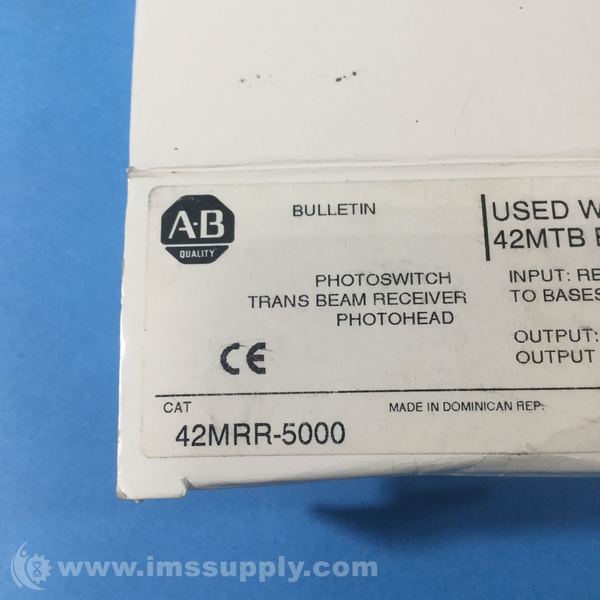 A·B
QUALITY
BULLETIN
USED W
42MTB
PHOTOSWITCH
TRANS BEAM RECEIVER
PHOTOHEAD
INPUT: RE
TO BASES
OUTPUT:
OUTPUT
CE
CAT
MADE IN DOMINICAN REP.
42MRR-5000
www.imssupply.com